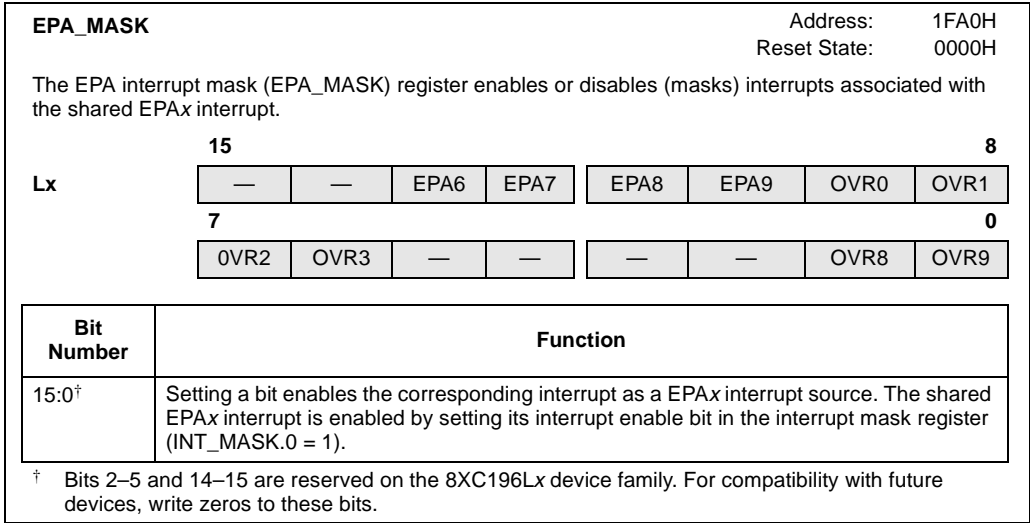 EPA_MASK Address: 1FA0H
Reset State: 0000H
The EPA interrupt mask (EPA_MASK) register enables or disables (masks) interrupts associated with
the shared EPAx interrupt.
15 8
Lx — — EPA6 EPA7 EPA8 EPA9 OVR0 OVR1
7 0
0VR2 OVR3 — — — — OVR8 OVR9
Bit Number Function
15:0† Setting a bit enables the corresponding interrupt as a EPAx interrupt source. The shared
EPAx interrupt is enabled by setting its interrupt enable bit in the interrupt mask register
(INT_MASK.0 = 1).
† Bits 2–5 and 14–15 are reserved on the 8XC196Lx device family. For compatibility with future
devices, write zeros to these bits.